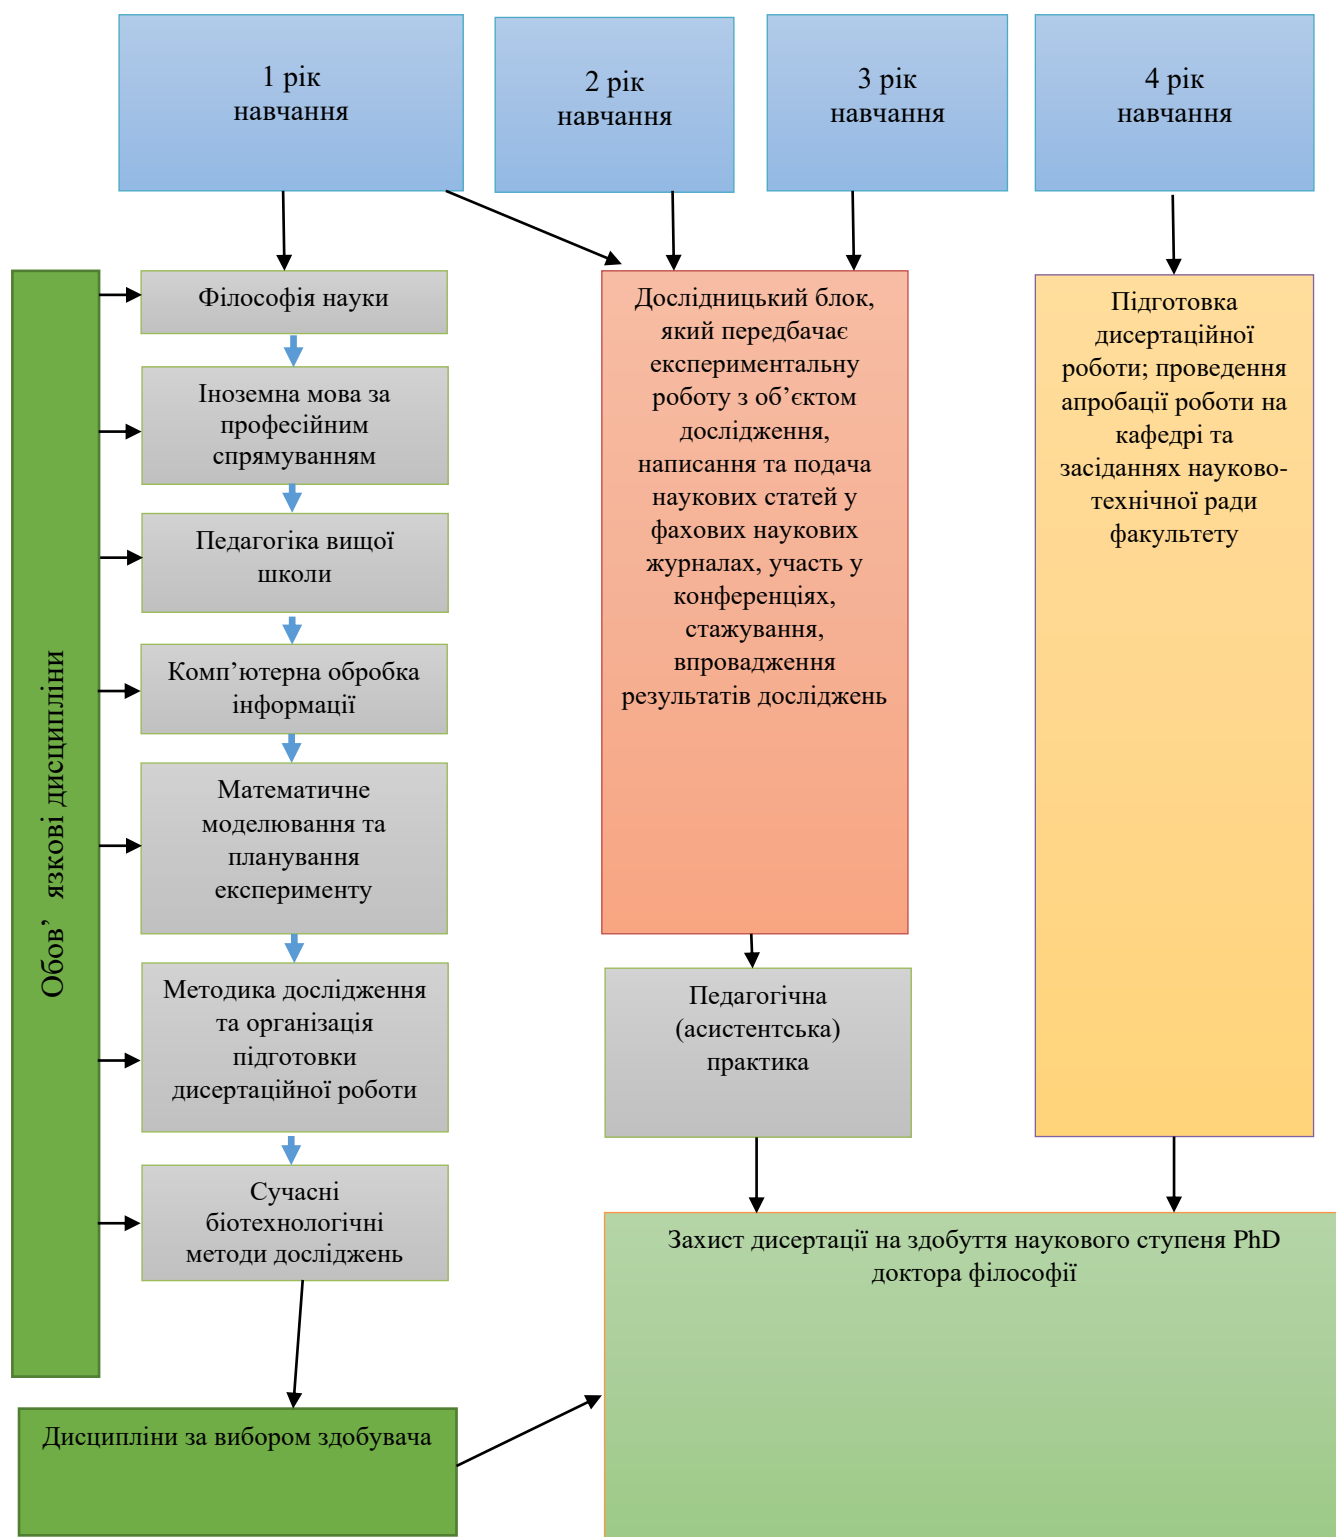 1 рік
навчання
2 рік
навчання
3 рік
навчання
4 рік
навчання
Обов’ язкові дисципліни
Філософія науки
Іноземна мова за
професійним
спрямуванням
Педагогіка вищої
школи
Комп’ютерна обробка
інформації
Математичне
моделювання та
планування
експерименту
Методика дослідження
та організація
підготовки
дисертаційної роботи
Сучасні
біотехнологічні
методи досліджень
Дисципліни за вибором здобувача
Дослідницький блок,
який передбачає
експериментальну
роботу з об’єктом
дослідження,
написання та подача
наукових статей у
фахових наукових
журналах, участь у
конференціях,
стажування,
впровадження
результатів досліджень
Педагогічна
(асистентська)
практика
Підготовка
дисертаційної
роботи; проведення
апробації роботи на
кафедрі та
засіданнях науково-
технічної ради
факультету
Захист дисертації на здобуття наукового ступеня PhD
доктора філософії